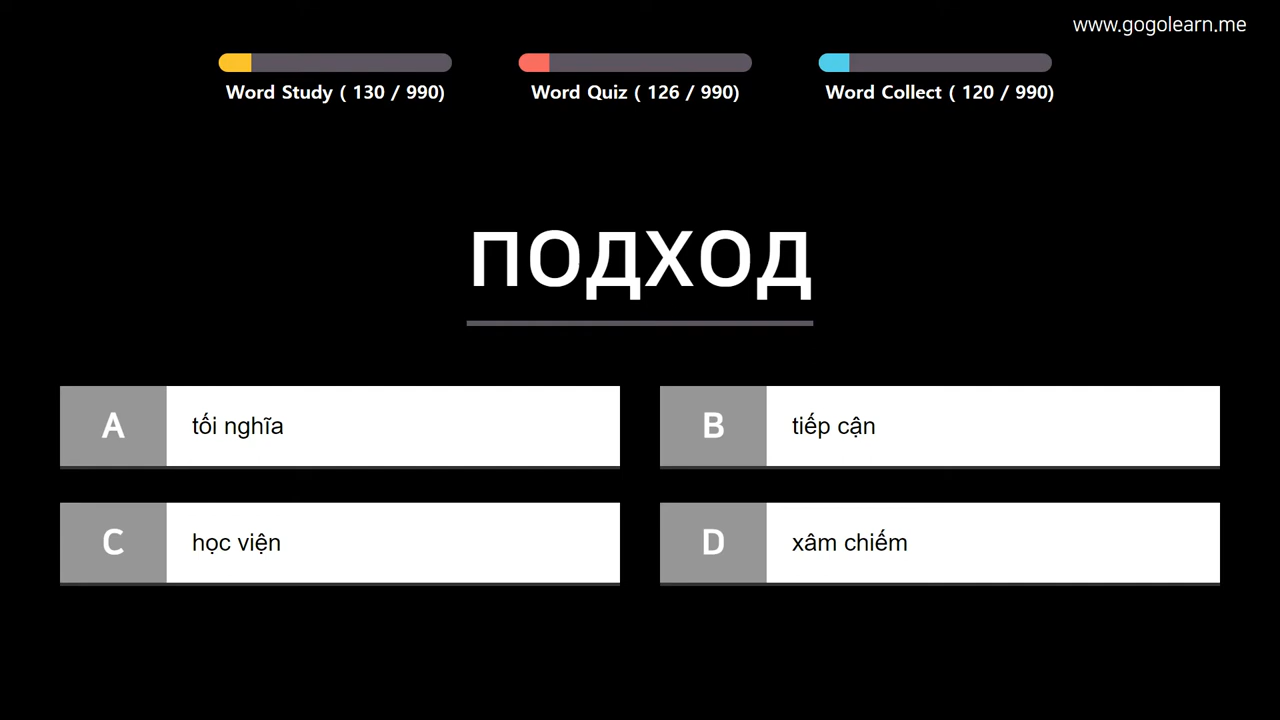 www.gogolearn.me
Word Study ( 130 / 990)
Word Quiz ( 126 / 990)
Word Collect ( 120 / 990)
подход
A tối nghĩa
B tiếp cận
C học viện
D xâm chiếm